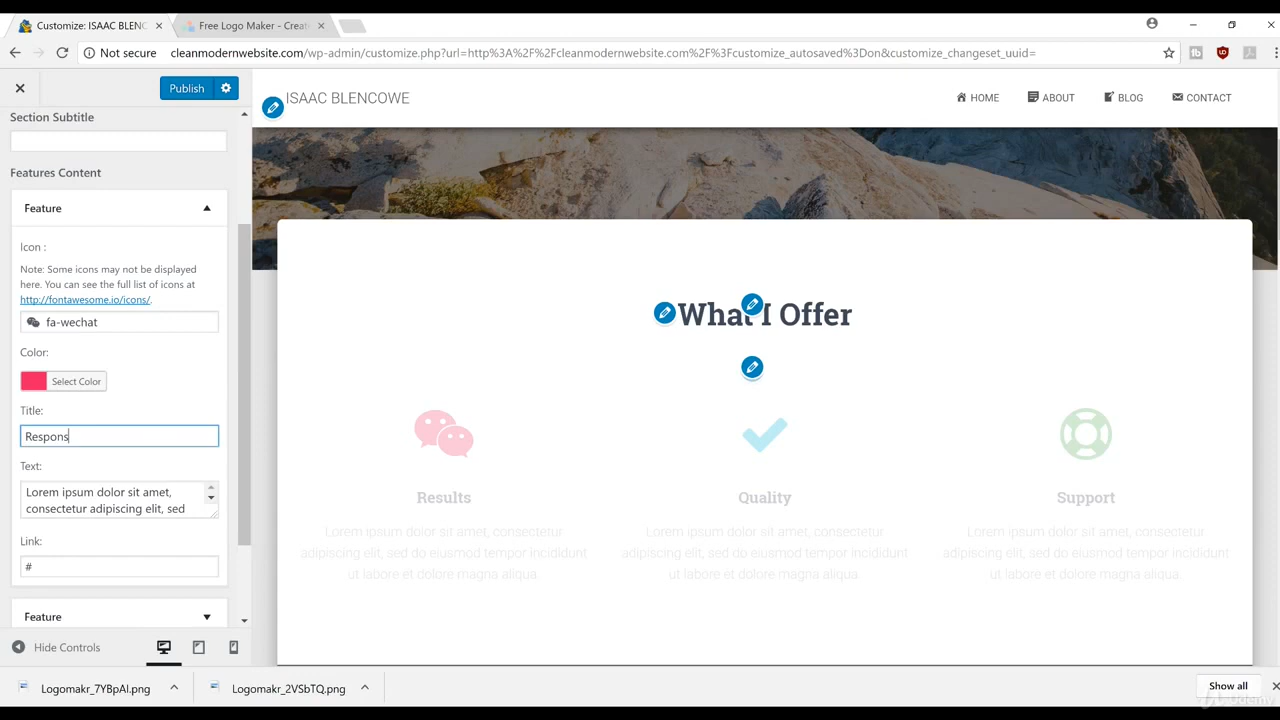 Customize: ISAAC BLENC
Free Logo Maker - Creat
Not secure
cleanmodernwebsite.com/wp-admin/customize.php?url=http%3A%2F%2Fcleanmodernwebsite.com%2F%3Fcustomize_autosaved%3Don&customize_changeset_uuid=
Publish
ISAAC BLENCOWE
HOME
ABOUT
BLOG
CONTACT
Section Subtitle
Features Content
Feature
Icon :
Note: Some icons may not be displayed
here. You can see the full list of icons at
http://fontawesome.io/icons/.
fa-wechat
Color:
Select Color
Title:
Respons
Text:
Lorem ipsum dolor sit amet,
consectetur adipiscing elit, sed
Link:
#
Feature
Hide Controls
What I Offer
Results
Quality
Support
Lorem ipsum dolor sit amet, consectetur
adipiscing elit, sed do eiusmod tempor incididunt
ut labore et dolore magna aliqua.
Lorem ipsum dolor sit amet, consectetur
adipiscing elit, sed do eiusmod tempor incididunt
ut labore et dolore magna aliqua.
Lorem ipsum dolor sit amet, consectetur
adipiscing elit, sed do eiusmod tempor incididunt
ut labore et dolore magna aliqua.
Logomakr_7YBpAI.png
Logomakr_2VSbTQ.png
Show all
Udemy